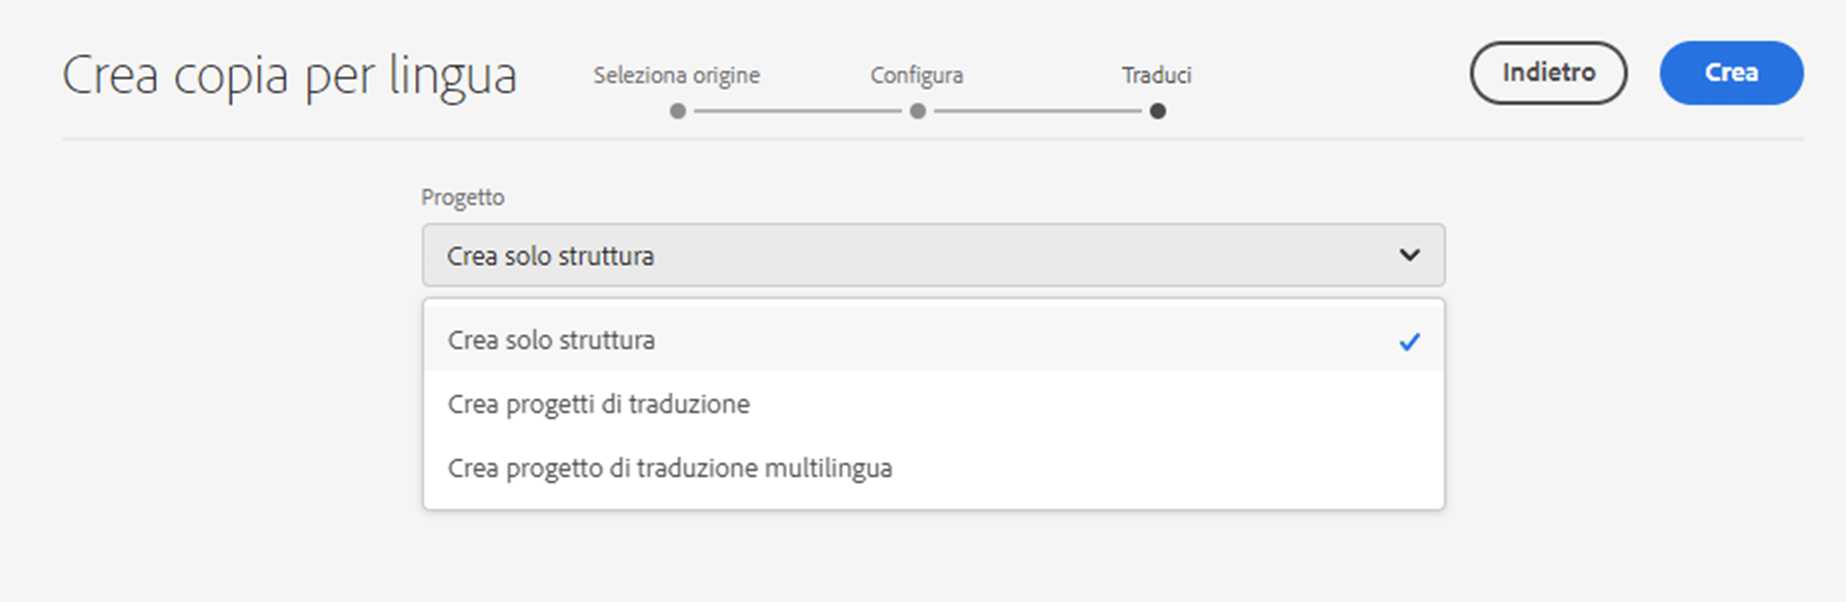 Crea copia per lingua
Seleziona origine
Configura
Traduci
Indietro
Crea
Progetto
Crea solo struttura
Crea solo struttura
Crea progetti di traduzione
Crea progetto di traduzione multilingua